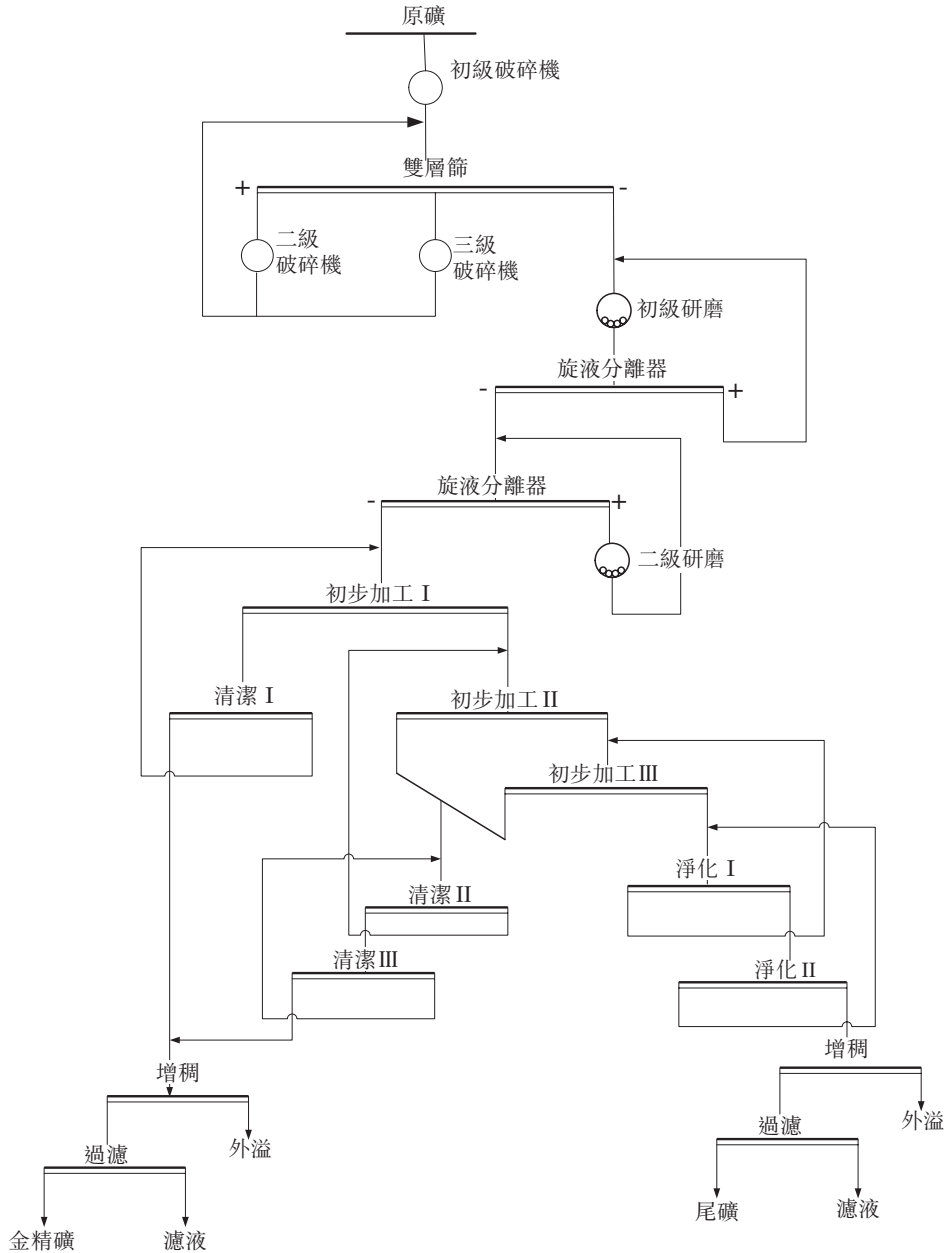 原礦
初級破碎機
雙層篩
+
-
二級
破碎機
三級
破碎機
初級研磨
旋液分離器
-
+
旋液分離器
-
+
二級研磨
初步加工 I
清潔 I
初步加工 II
初步加工 III
淨化 I
清潔 II
清潔 III
淨化 II
增稠
增稠
外溢
過濾
外溢
過濾
尾礦
濾液
金精礦
濾液